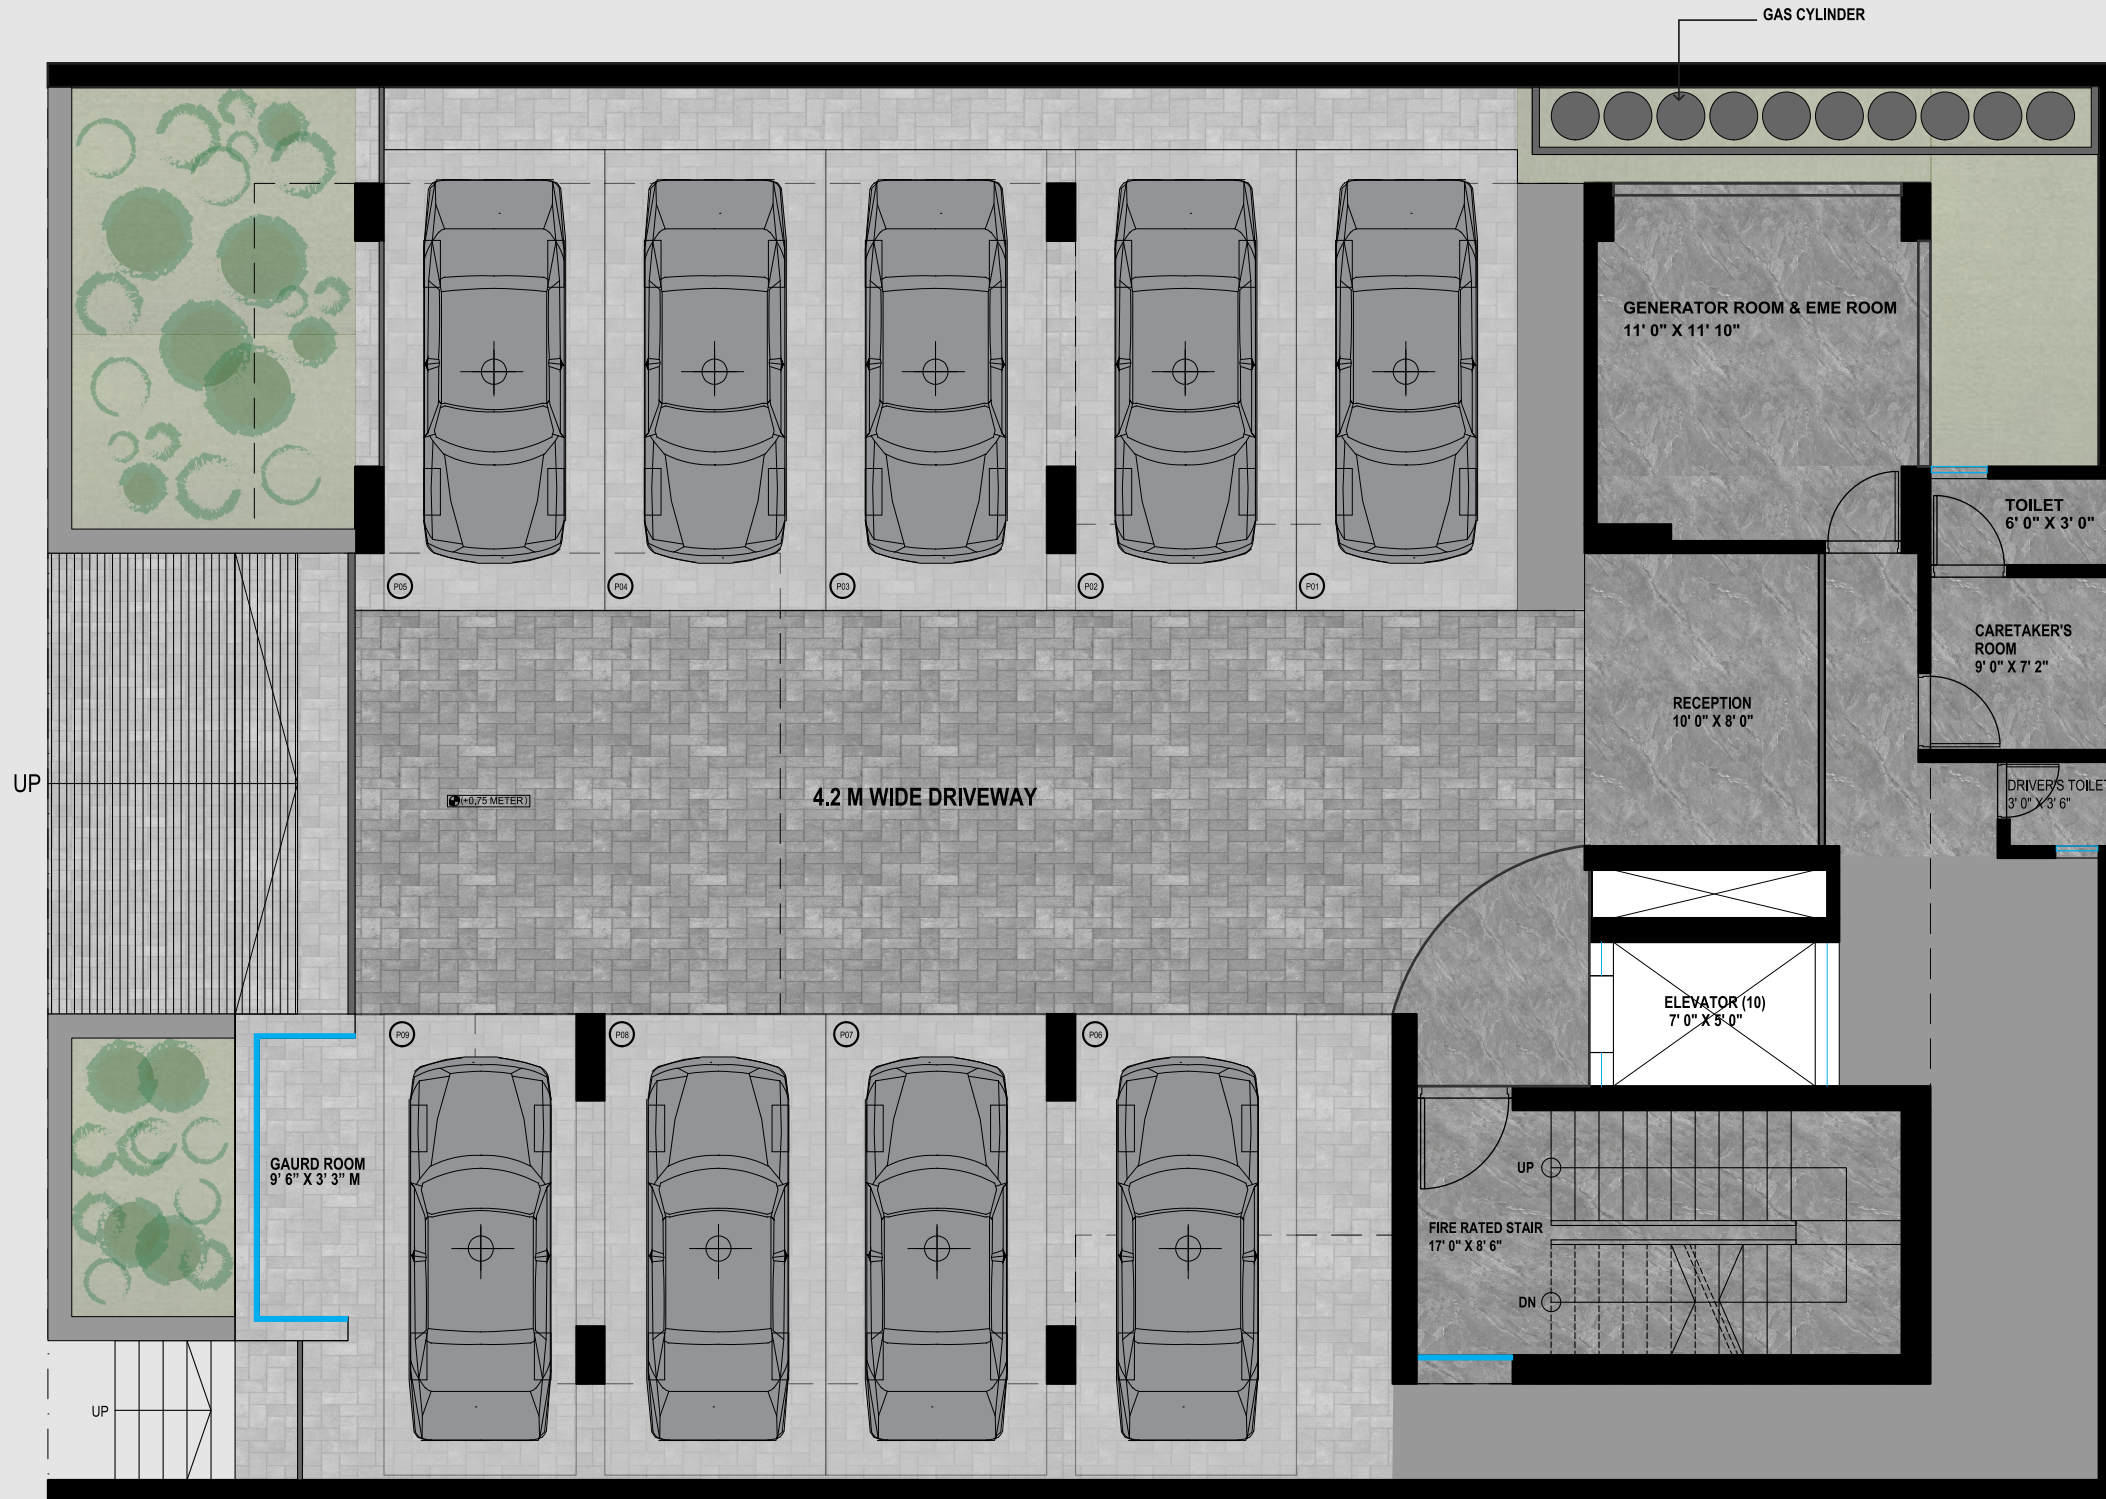 GAS CYLINDER
GENERATOR ROOM & EME ROOM
11' 0" X 11' 10"
TOILET
6' 0" X 3' 0"
P05
P04
P03
P02
P01
CARETAKER'S
ROOM
9' 0" X 7' 2"
RECEPTION
10' 0" X 8' 0"
UP
(+0.75 METER)
4.2 M WIDE DRIVEWAY
DRIVER'S TOILET
3' 0" X 3' 6"
ELEVATOR (10)
7' 0" X 5' 0"
P09
P08
P07
P06
GAURD ROOM
9' 6” X 3' 3” M
UP
FIRE RATED STAIR
17' 0" X 8' 6"
DN
UP